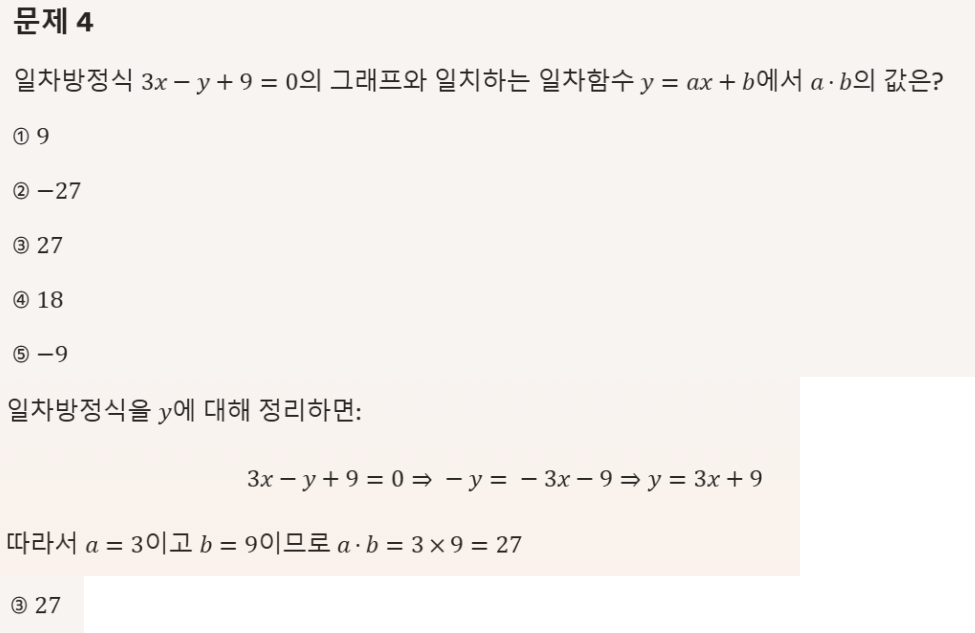 문제 4
일차방정식 3x − y + 9 = 0의 그래프와 일치하는 일차함수 y = ax + b에서 a · b의 값은?
① 9
② −27
③ 27
④ 18
⑤ −9
일차방정식을 y에 대해 정리하면:
3x − y + 9 = 0 ⇒ − y = − 3x − 9 ⇒ y = 3x + 9
따라서 a = 3이고 b = 9이므로 a · b = 3 × 9 = 27
③ 27